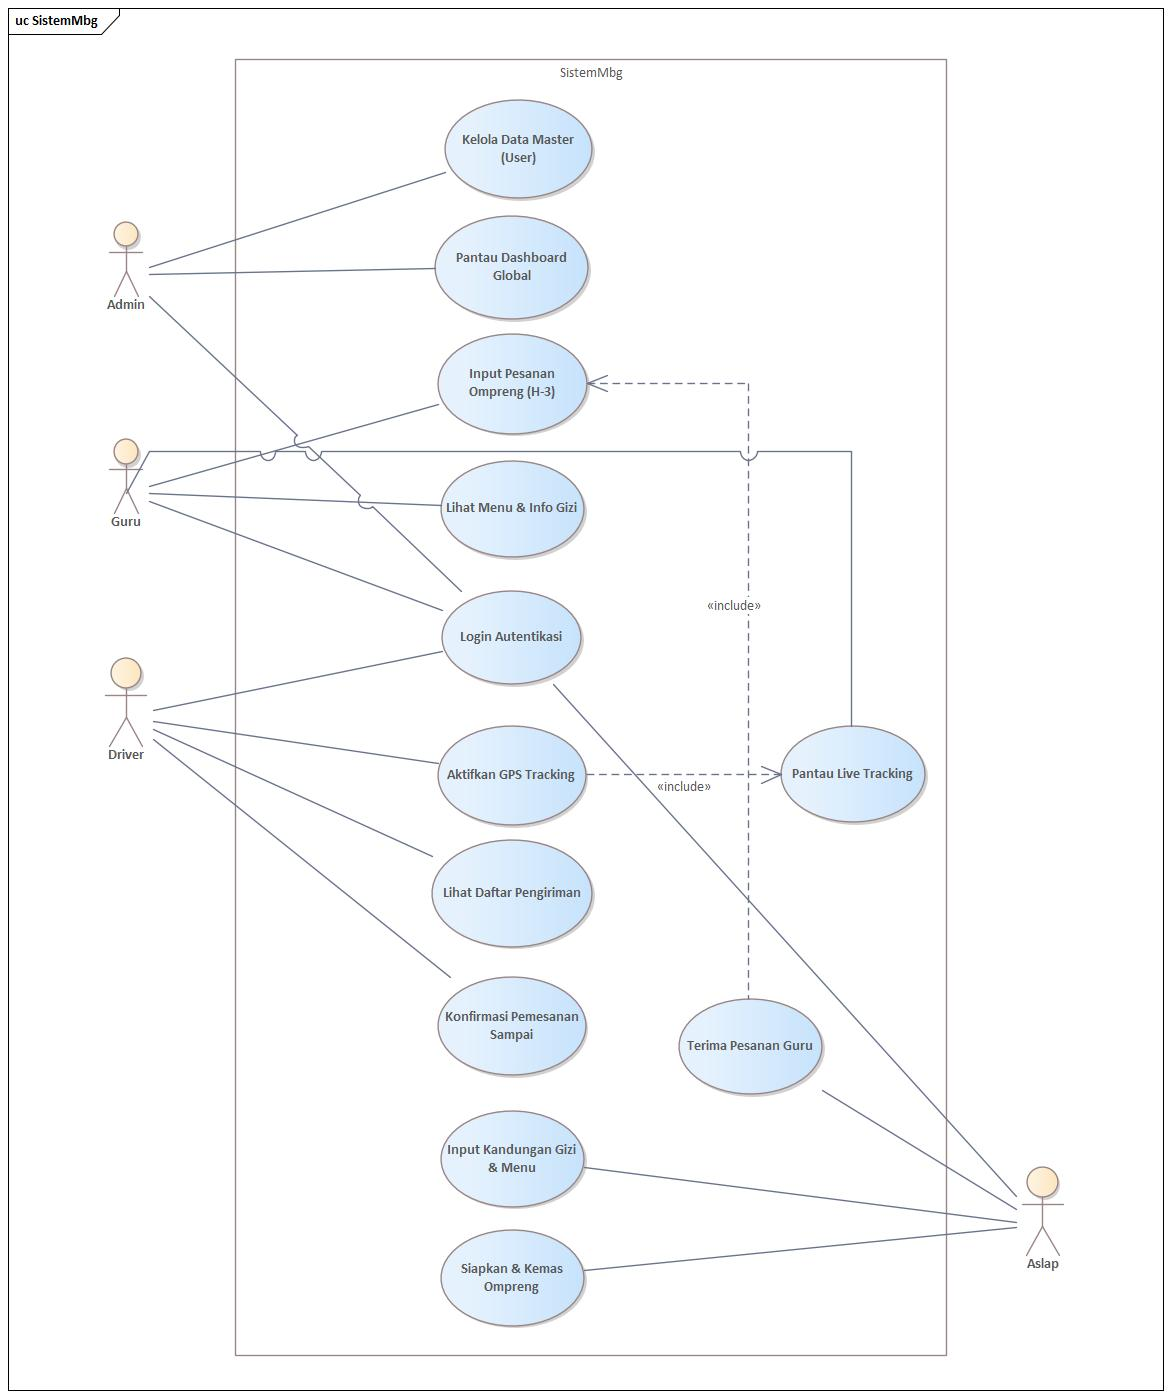 uc SistemMbg
SistemMbg
Kelola Data Master
(User)
Pantau Dashboard
Global
Admin
Input Pesanan
Ompreng (H-3)
Guru
Lihat Menu & Info Gizi
«include»
Login Autentikasi
Driver
Aktifkan GPS Tracking
«include»
Pantau Live Tracking
Lihat Daftar Pengiriman
Konfirmasi Pemesanan
Sampai
Terima Pesanan Guru
Input Kandungan Gizi
& Menu
Siapkan & Kemas
Ompreng
Aslap